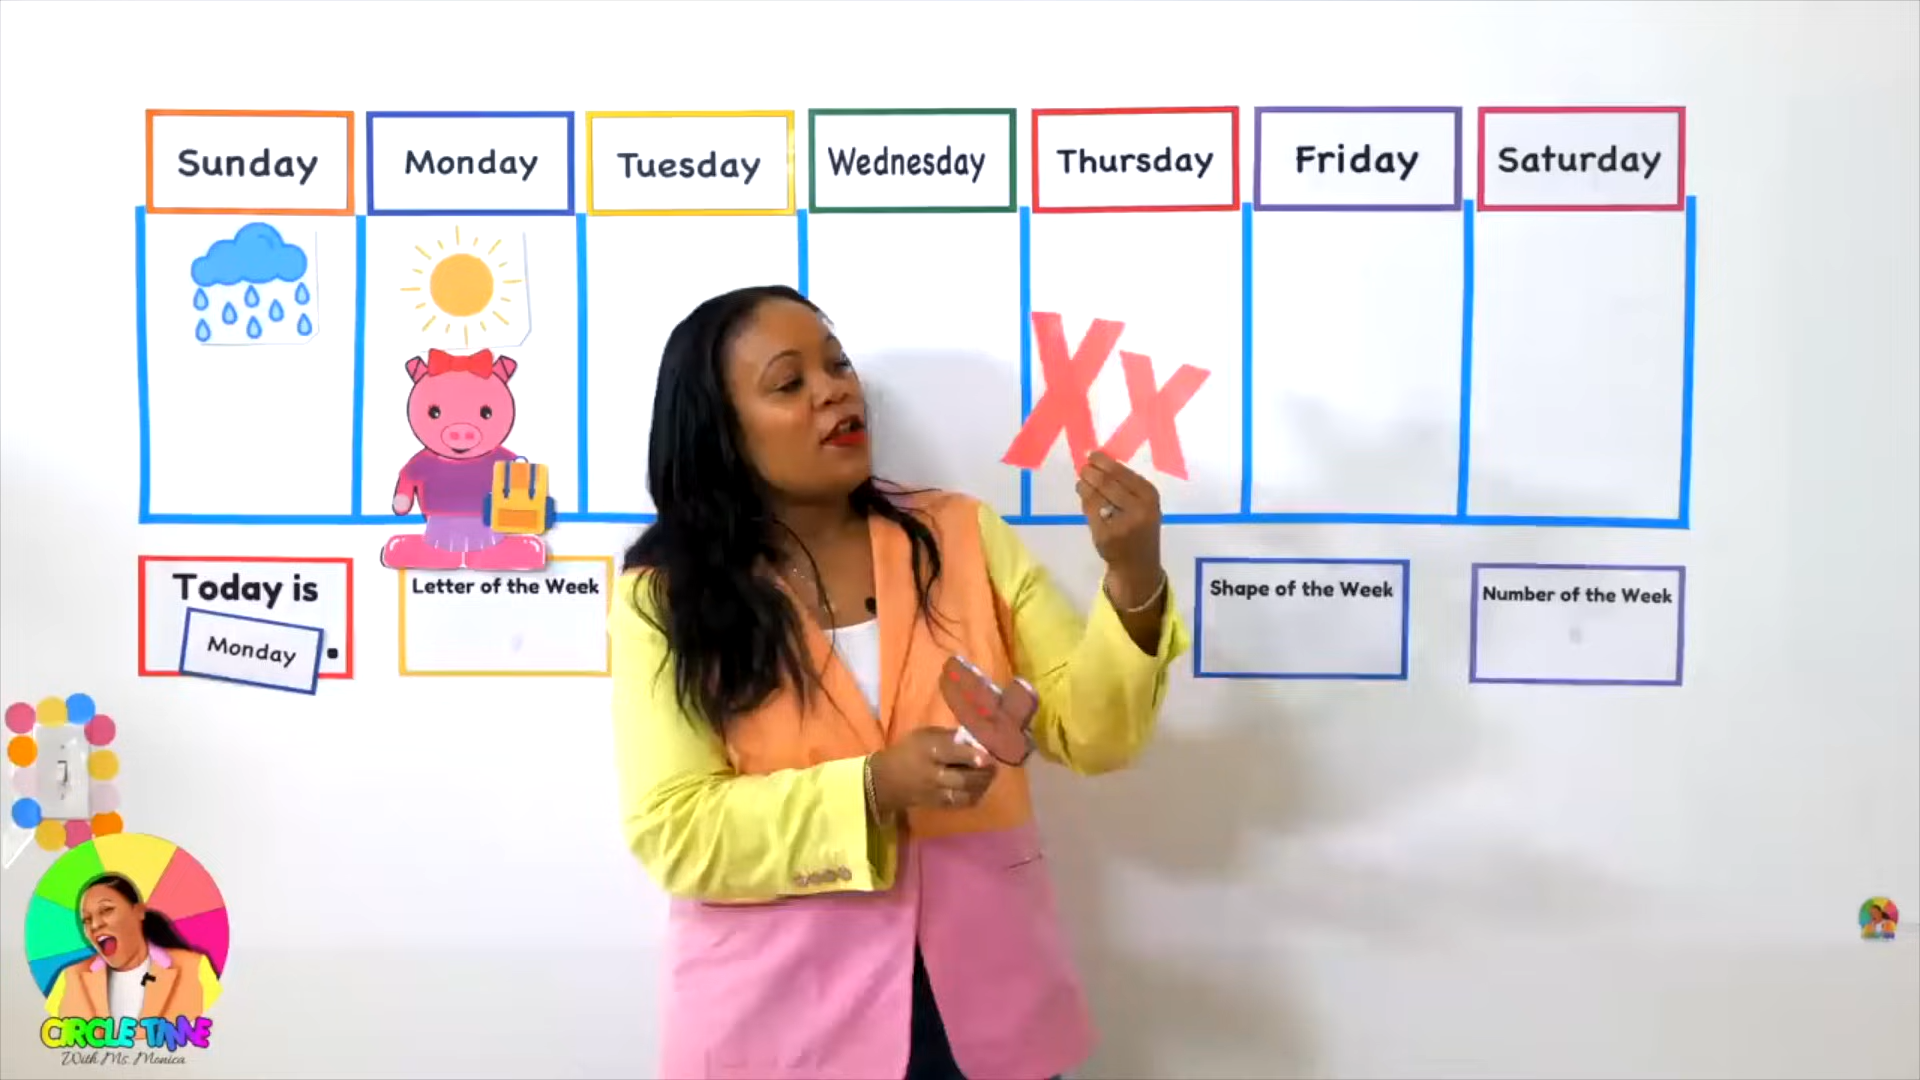 Sunday
Monday
Tuesday
Wednesday
Thursday
Friday
Saturday
Xx
Today is
Monday.
Letter of the Week
Shape of the Week
Number of the Week
CIRCLE TIME
With Ms. Monica